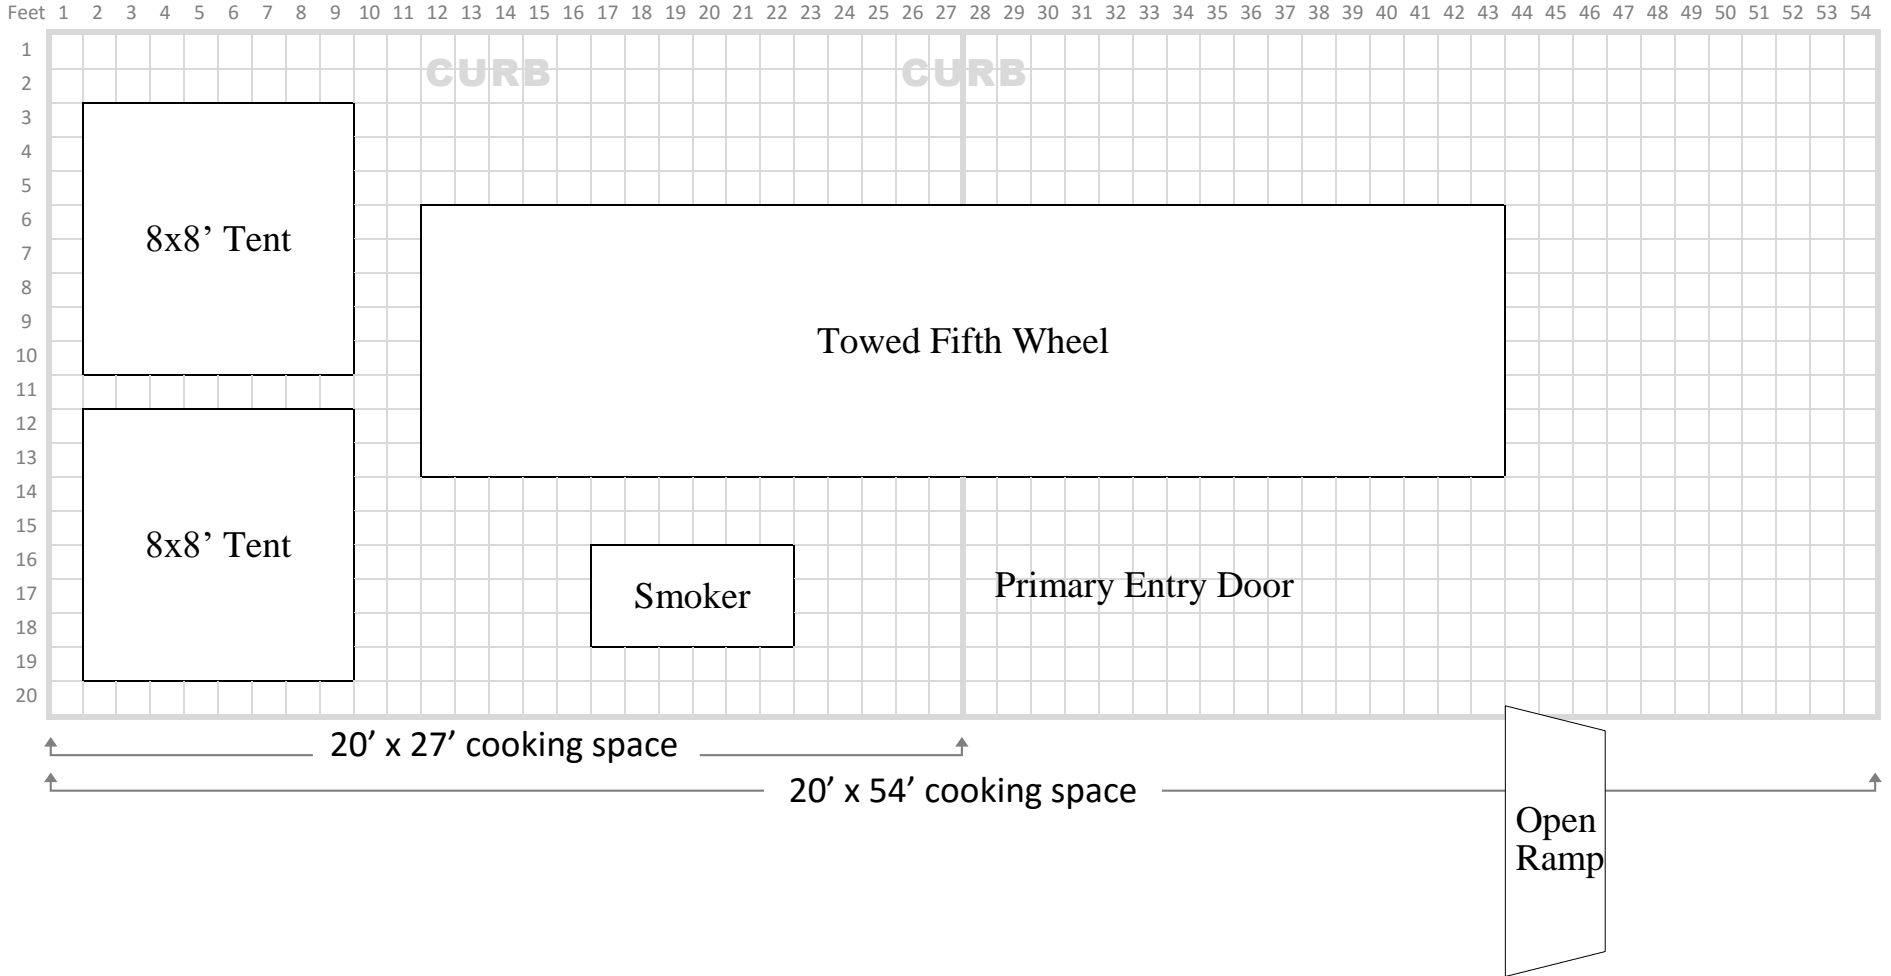 Feet 1 2 3 4 5 6 7 8 9 10 11 12 13 14 15 16 17 18 19 20 21 22 23 24 25 26 27 28 29 30 31 32 33 34 35 36 37 38 39 40 41 42 43 44 45 46 47 48 49 50 51 52 53 54
1
CURB CURB
2
3
4
5
6
8x8’ Tent
7
8
9
Towed Fifth Wheel
10
11
12
13
14
15
8x8’ Tent
16
Primary Entry Door
17
Smoker
18
19
20
20’ x 27’ cooking space
20’ x 54’ cooking space
Open
Ramp